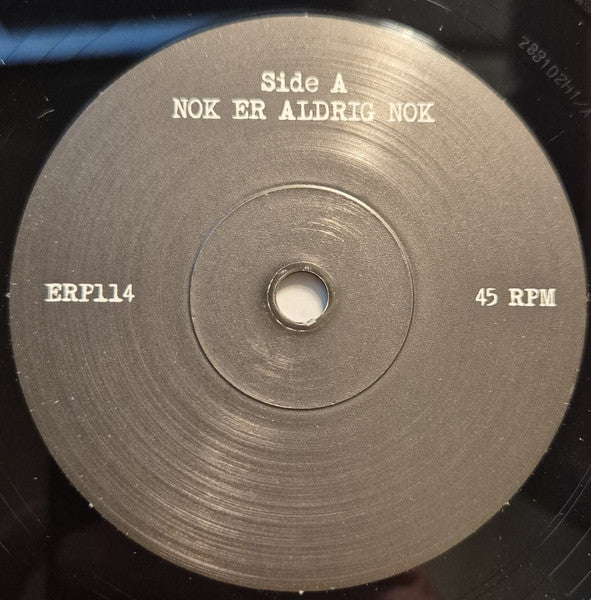 Side A
NOK ER ALDRIG NOK
ERP114
45 RPM